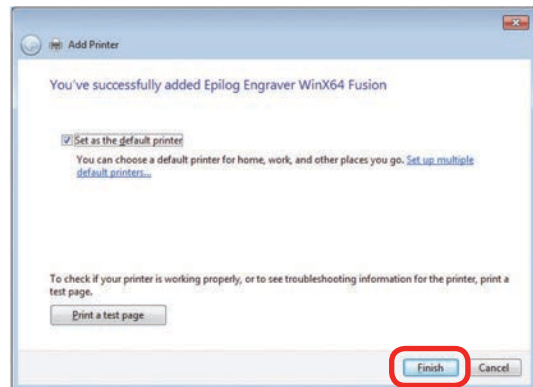 Add Printer
You've successfully added Epilog Engraver WinX64 Fusion
Set as the default printer
You can choose a default printer for home, work, and other places you go. Set up multiple
default printers...
To check if your printer is working properly, or to see troubleshooting information for the printer, print a
test page.
Print a test page
Finish Cancel